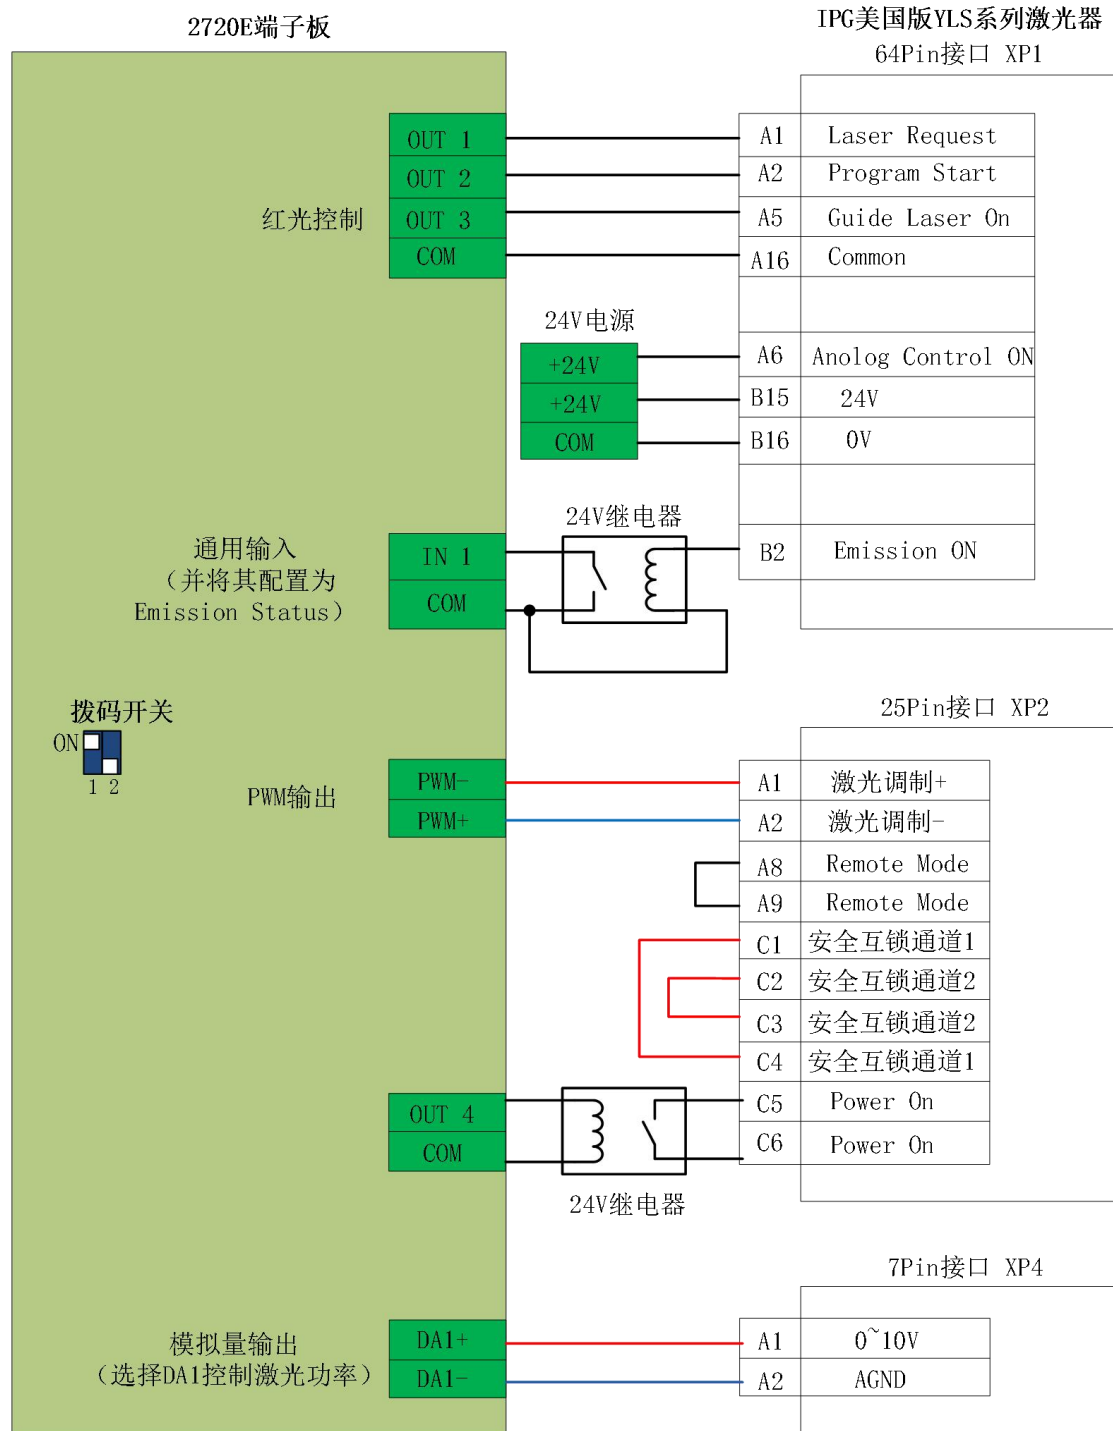 2720E端子板
IPG美国版YLS系列激光器
64Pin接口 XP1
OUT 1
A1 Laser Request
OUT 2
A2 Program Start
红光控制
OUT 3
A5 Guide Laser On
COM
A16 Common
24V电源
+24V
A6 Anolog Control ON
+24V
B15 24V
COM
B16 0V
24V继电器
通用输入
（并将其配置为
Emission Status）
IN 1
COM
B2 Emission ON
25Pin接口 XP2
拨码开关
ON
1 2
PWM输出
PWM-
A1 激光调制+
PWM+
A2 激光调制-
A8 Remote Mode
A9 Remote Mode
C1 安全互锁通道1
C2 安全互锁通道2
C3 安全互锁通道2
C4 安全互锁通道1
OUT 4
C5 Power On
COM
C6 Power On
24V继电器
7Pin接口 XP4
模拟量输出
（选择DA1控制激光功率）
DA1+
A1 0~10V
DA1-
A2 AGND